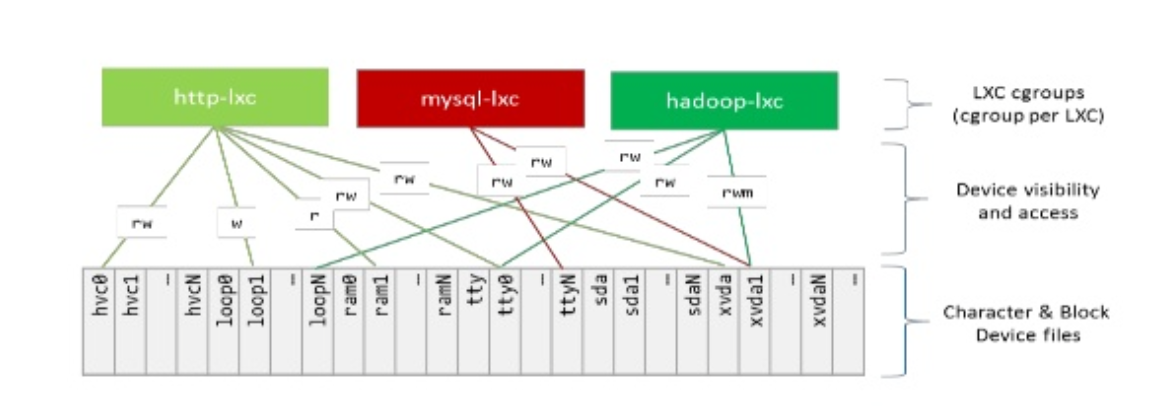 http-lxc
mysql-lxc
hadoop-lxc
LXC cgroups
(cgroup per LXC)
rw
w
r
rw
rw
rw
rw
rw
rw
rwm
Device visibility
and access
hvc0
hvc1
–
hvcN
loop0
loop1
–
loopN
ram0
ram1
–
ramN
tty
tty0
–
ttyN
sda
sda1
–
sdaN
xvda
xvda1
–
xvdaN
–
Character & Block
Device files